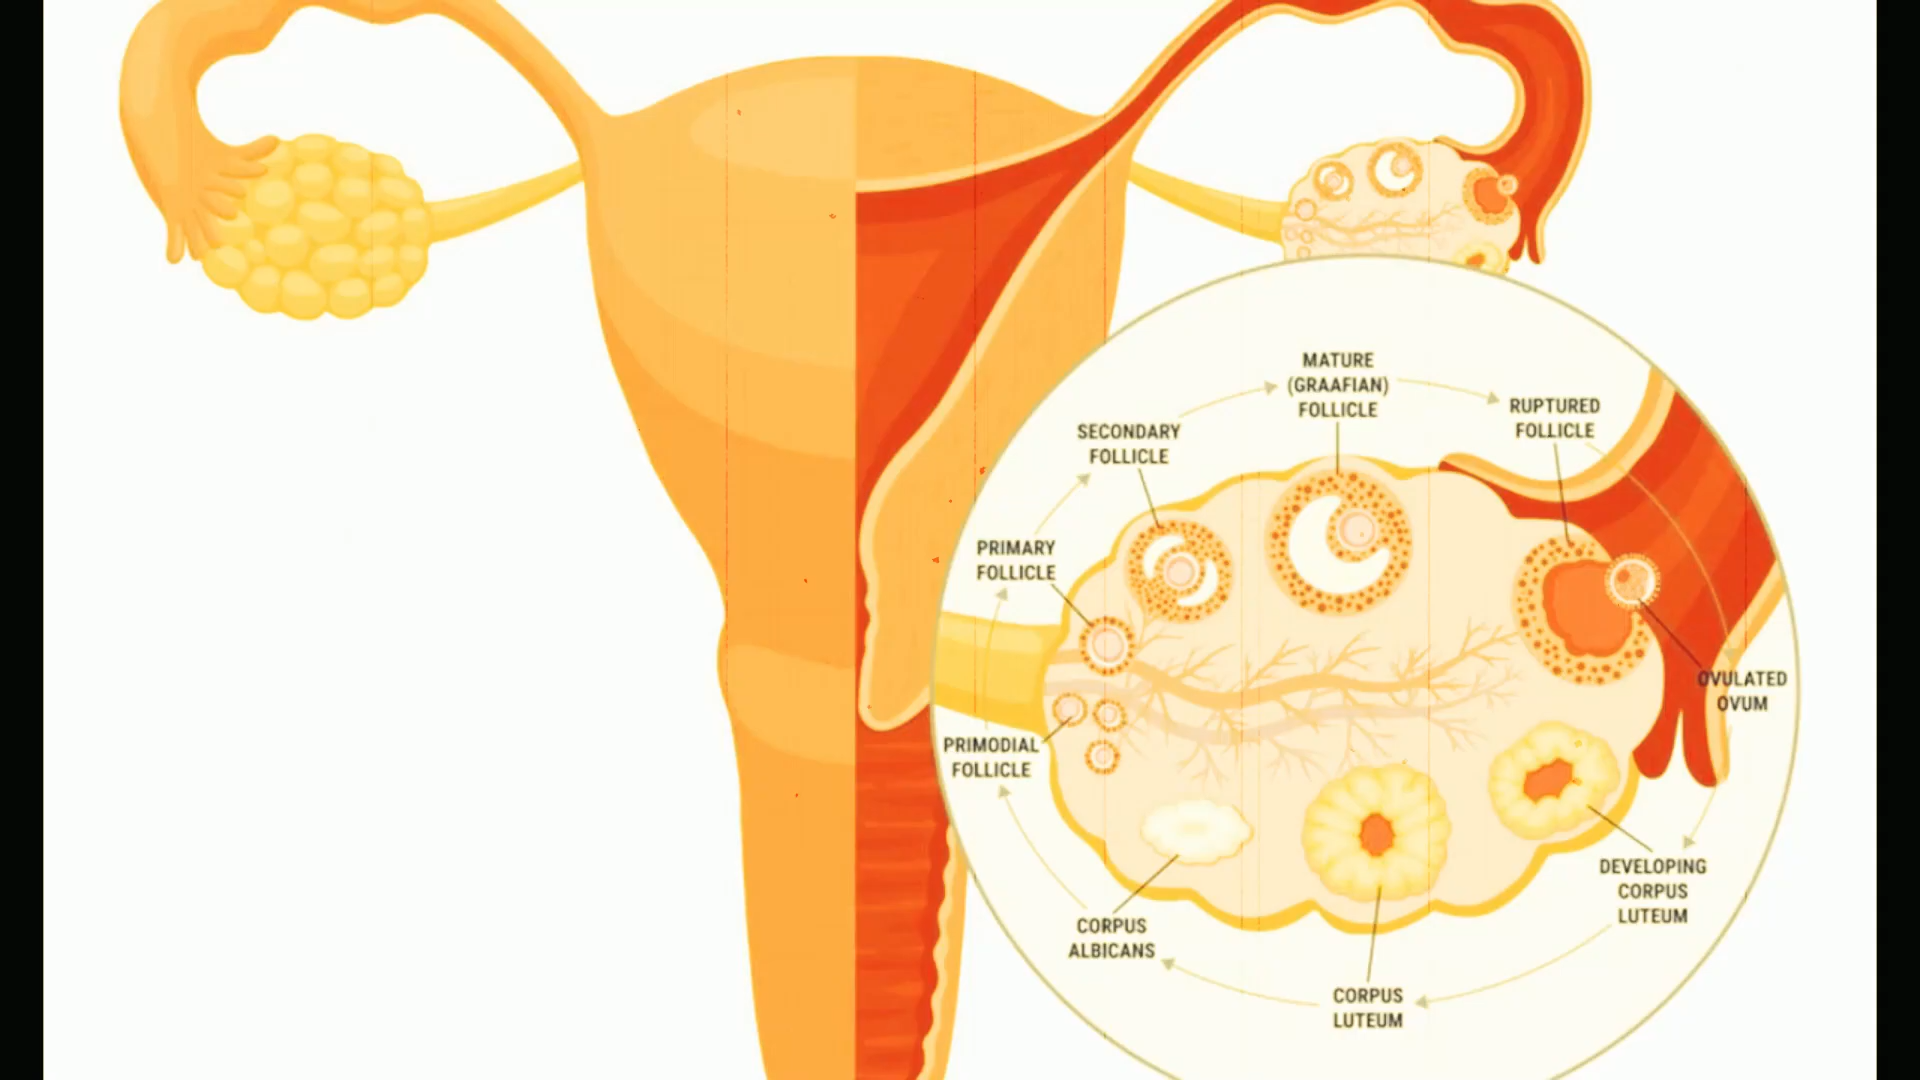 MATURE
(GRAAFIAN)
FOLLICLE
RUPTURED
FOLLICLE
SECONDARY
FOLLICLE
PRIMARY
FOLLICLE
OVULATED
OVUM
PRIMODIAL
FOLLICLE
DEVELOPING
CORPUS
LUTEUM
CORPUS
ALBICANS
CORPUS
LUTEUM